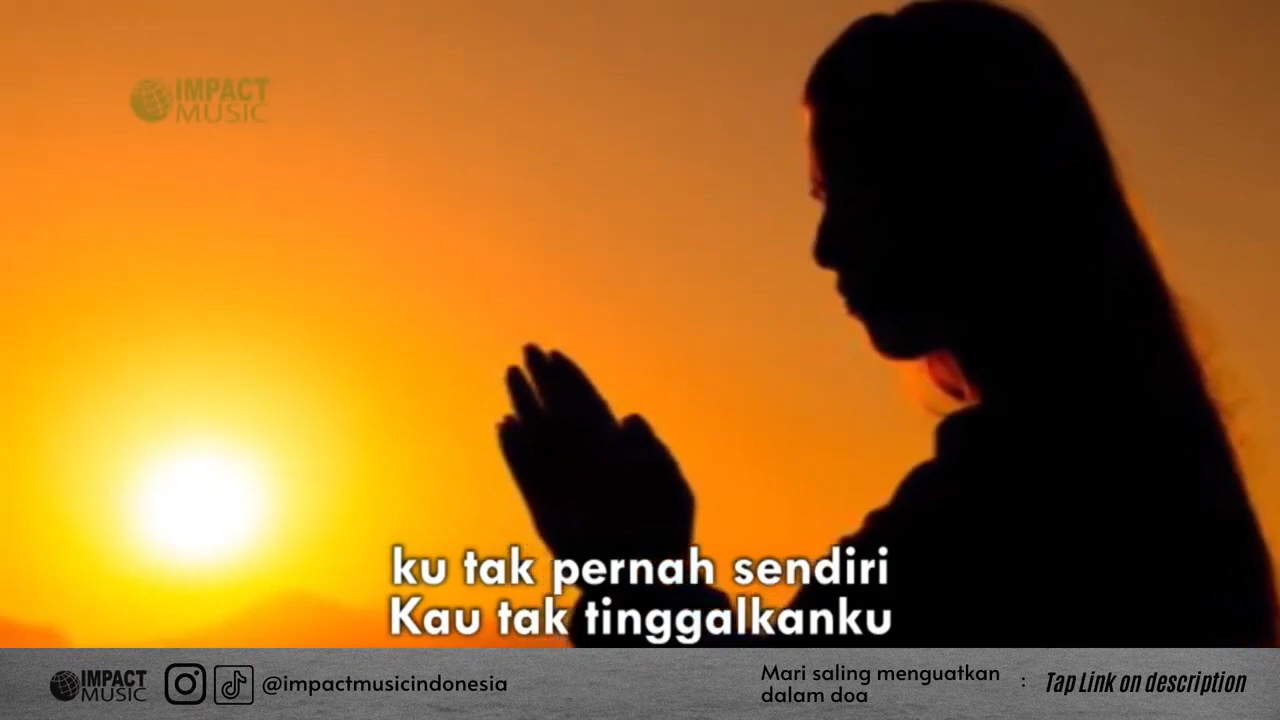 IMPACT
MUSIC
ku tak pernah sendiri
Kau tak tinggalkanku
IMPACT
MUSIC
@impactmusicindonesia
Mari saling menguatkan
dalam doa
:
Tap Link on description